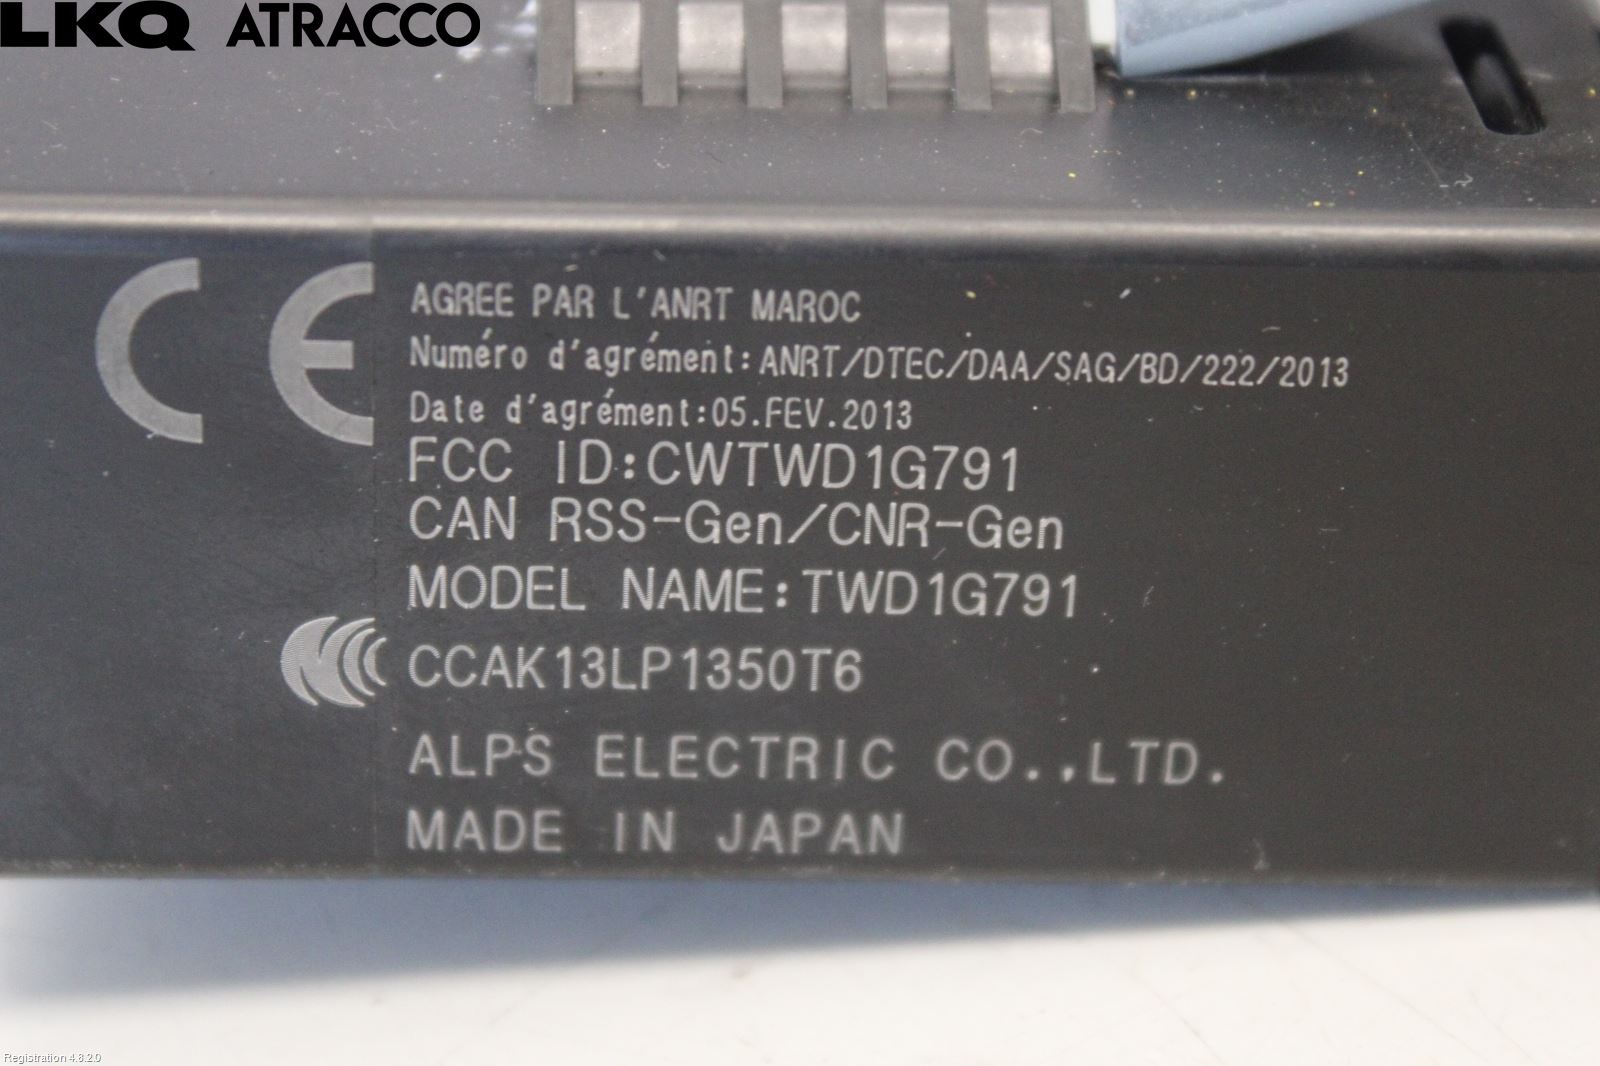 LKQ ATRACCO
AGREE PAR L'ANRT MAROC
Numéro d'agrément:ANRT/DTEC/DAA/SAG/BD/222/2013
Date d'agrément:05.FEV.2013
FCC ID:CWTWD1G791
CAN RSS-Gen/CNR-Gen
MODEL NAME:TWD1G791
CCAK13LP1350T6
ALPS ELECTRIC CO.,LTD.
MADE IN JAPAN
Registration 4.8.2.0